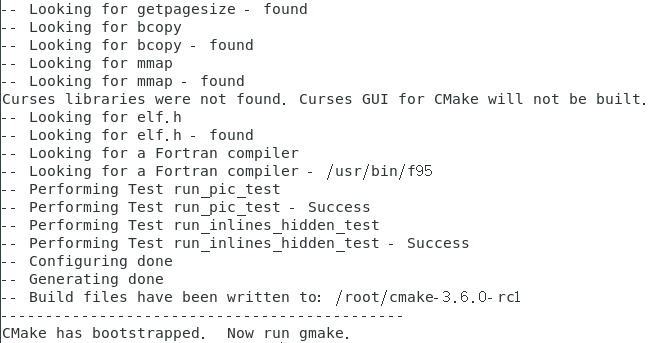 -- Looking for getpagesize - found
-- Looking for bcopy
-- Looking for bcopy - found
-- Looking for mmap
-- Looking for mmap - found
Curses libraries were not found. Curses GUI for CMake will not be built.
-- Looking for elf.h
-- Looking for elf.h - found
-- Looking for a Fortran compiler
-- Looking for a Fortran compiler - /usr/bin/f95
-- Performing Test run_pic_test
-- Performing Test run_pic_test - Success
-- Performing Test run_inlines_hidden_test
-- Performing Test run_inlines_hidden_test - Success
-- Configuring done
-- Generating done
-- Build files have been written to: /root/cmake-3.6.0-rc1
---------------------------------------------
CMake has bootstrapped.  Now run gmake.